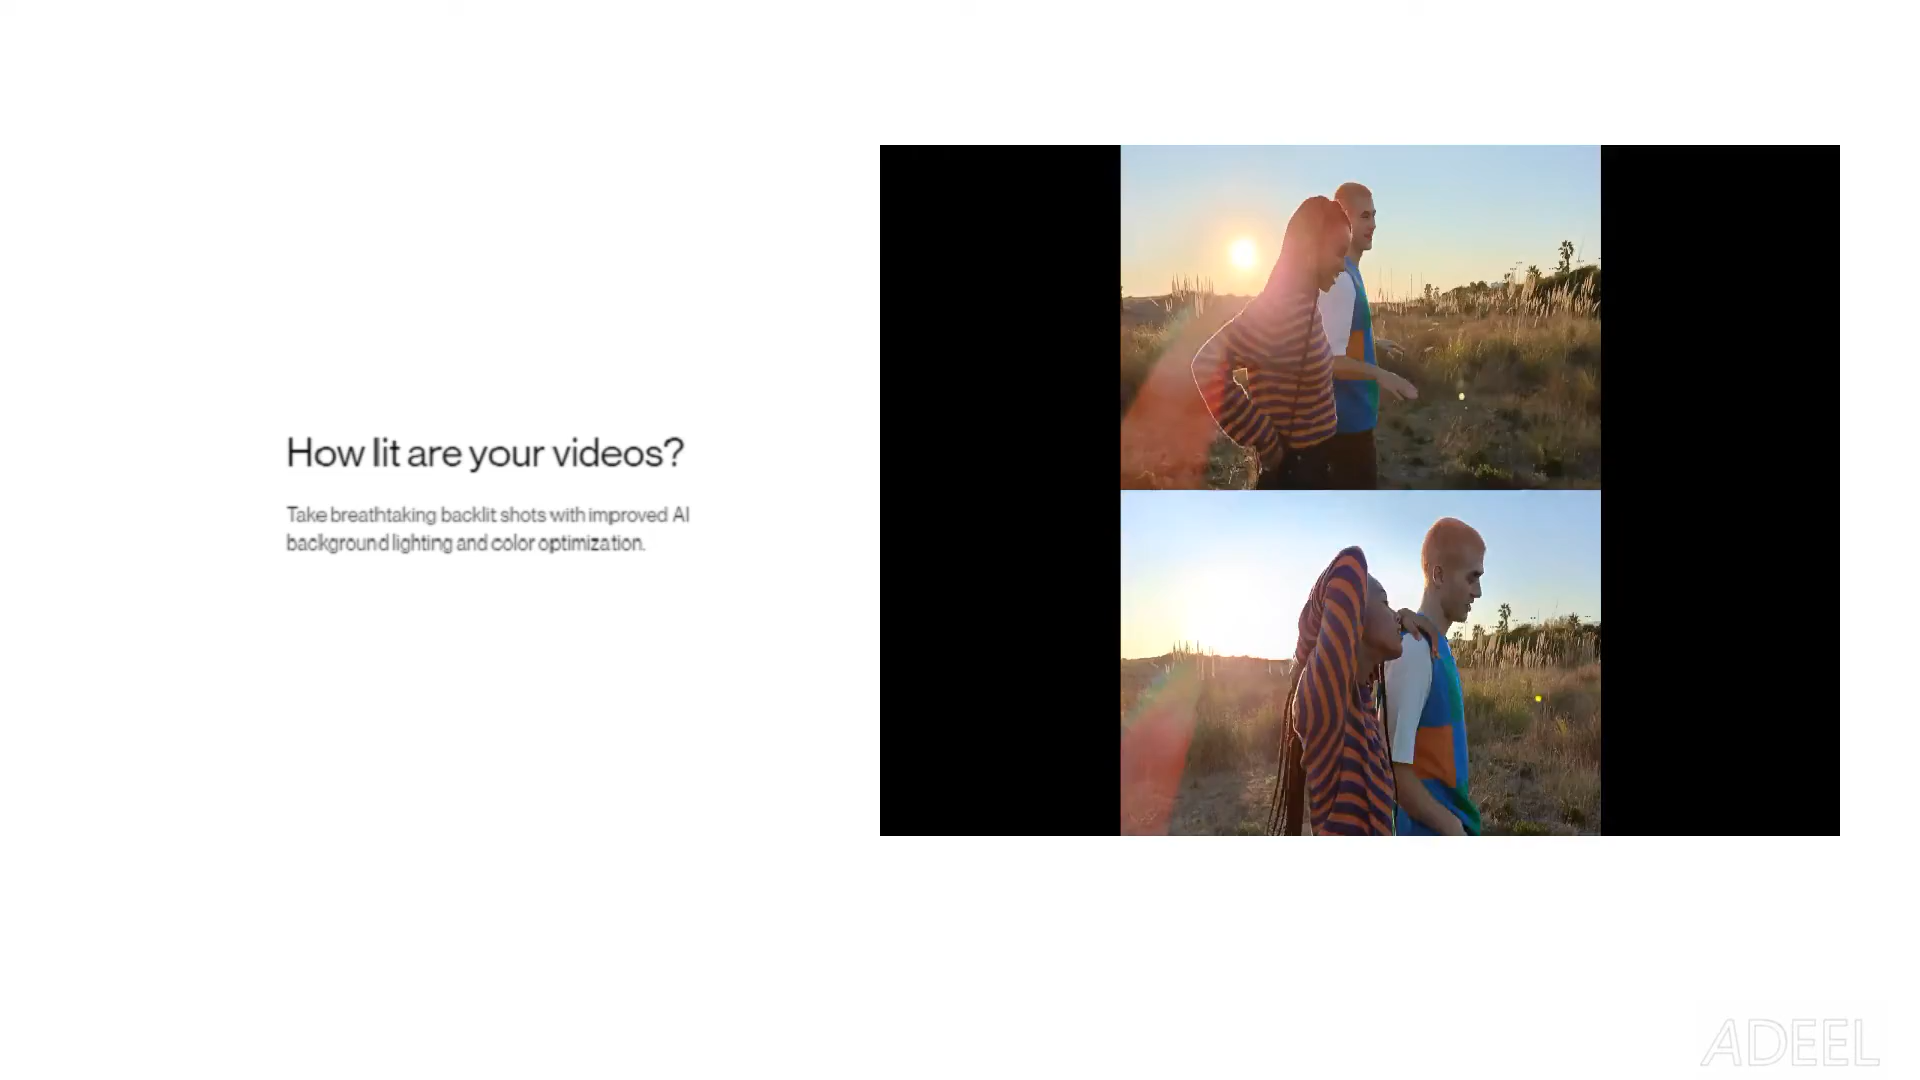 How lit are your videos?
Take breathtaking backlit shots with improved AI
background lighting and color optimization.
ADEEL